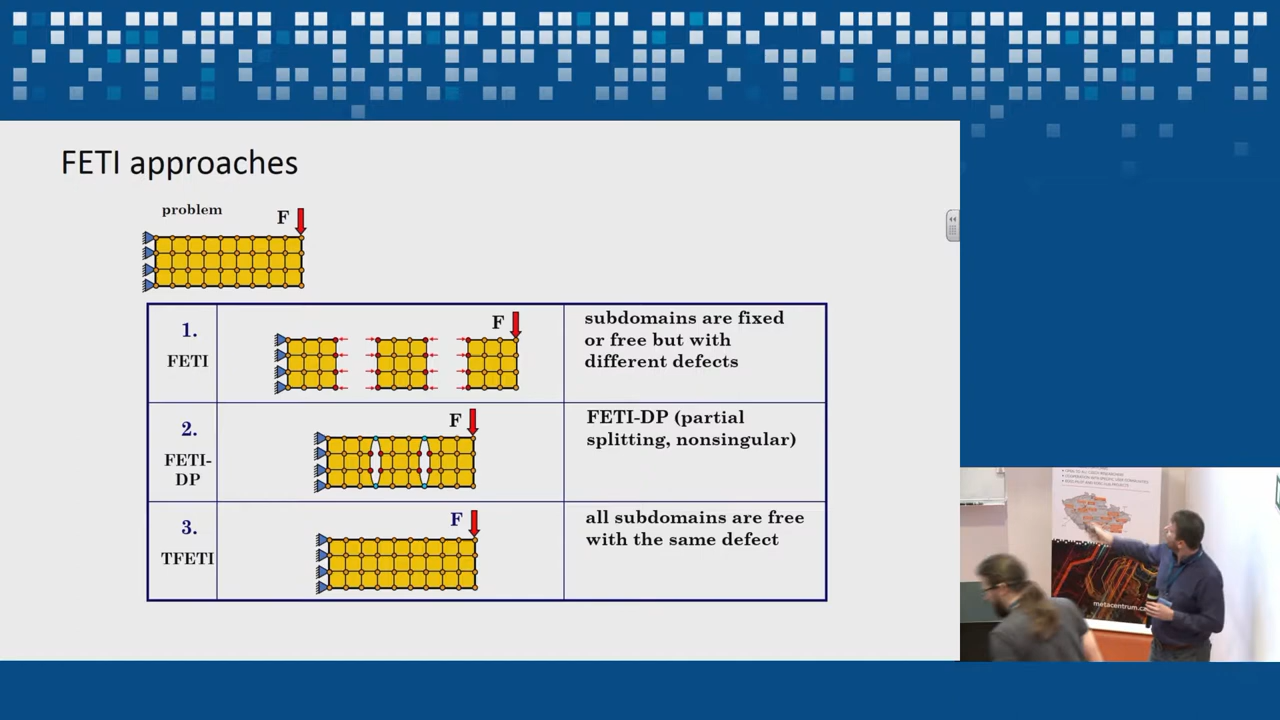 FETI approaches
problem
F
1.
FETI
F
subdomains are fixed
or free but with
different defects
2.
FETI-
DP
F
FETI-DP (partial
splitting, nonsingular)
3.
TFETI
F
all subdomains are free
with the same defect
metacentrum.c